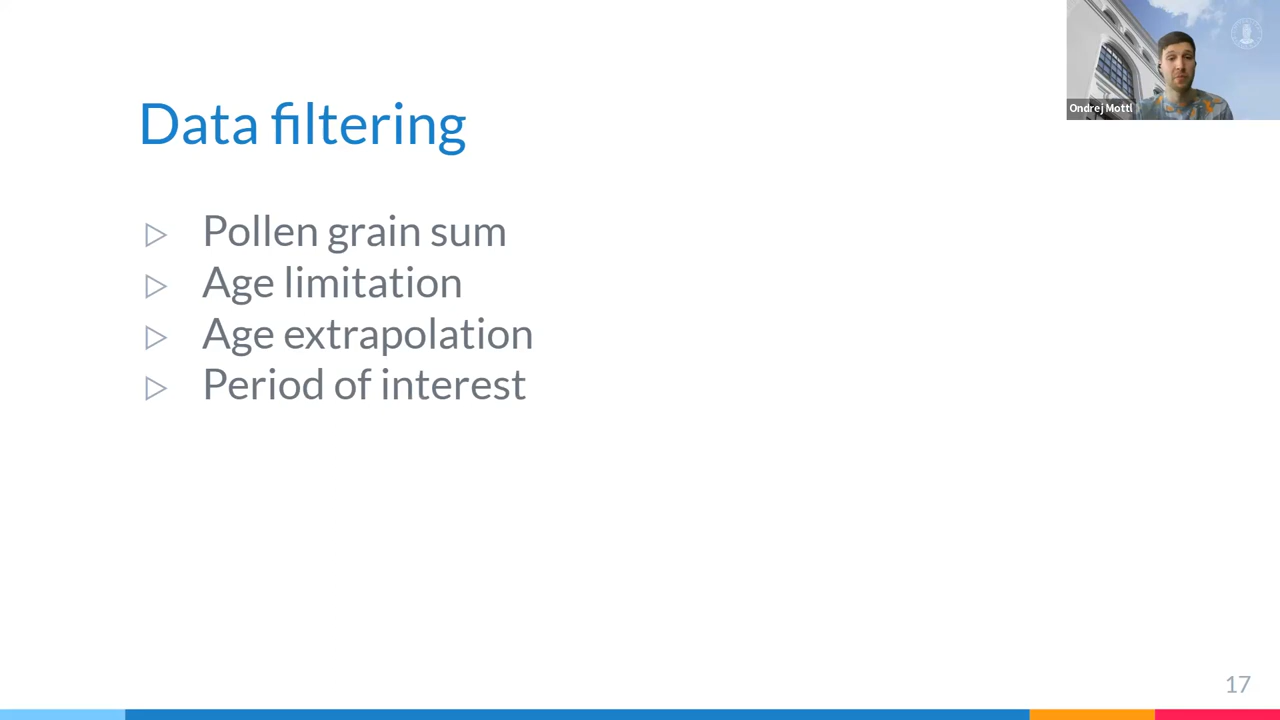 Data filtering
Pollen grain sum
Age limitation
Age extrapolation
Period of interest
17
Ondrej Mottl